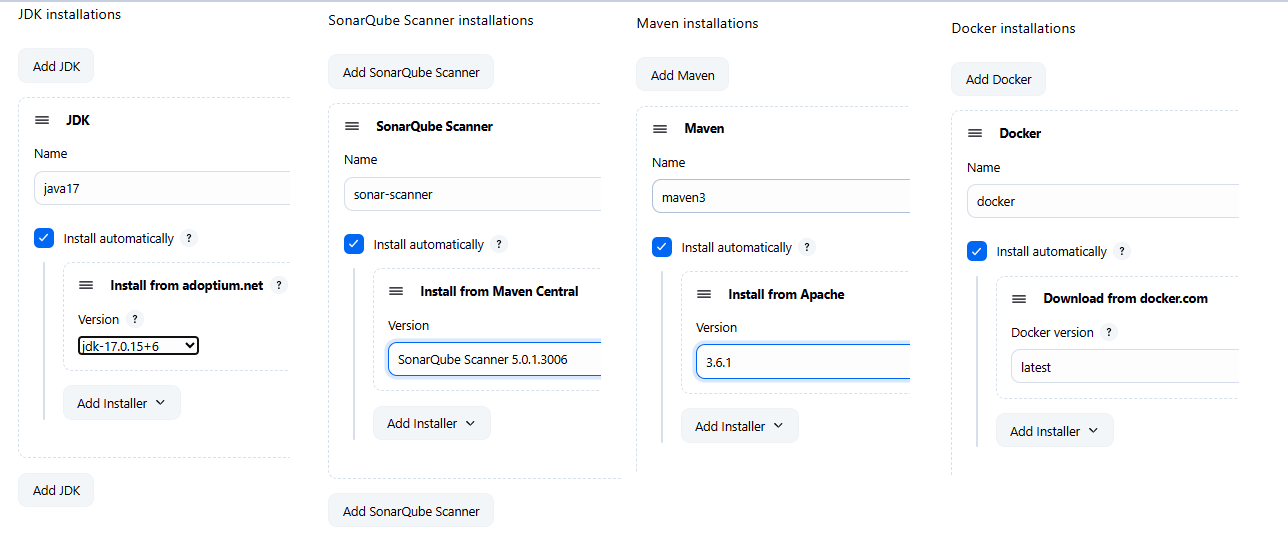 JDK installations
Add JDK
JDK
Name
java17
Install automatically ?
Install from adoptium.net ?
Version ?
jdk-17.0.15+6
Add Installer
Add JDK
SonarQube Scanner installations
Add SonarQube Scanner
SonarQube Scanner
Name
sonar-scanner
Install automatically ?
Install from Maven Central
Version
SonarQube Scanner 5.0.1.3006
Add Installer
Add SonarQube Scanner
Maven installations
Add Maven
Maven
Name
maven3
Install automatically ?
Install from Apache
Version
3.6.1
Add Installer
Docker installations
Add Docker
Docker
Name
docker
Install automatically ?
Download from docker.com
Docker version ?
latest
Add Installer